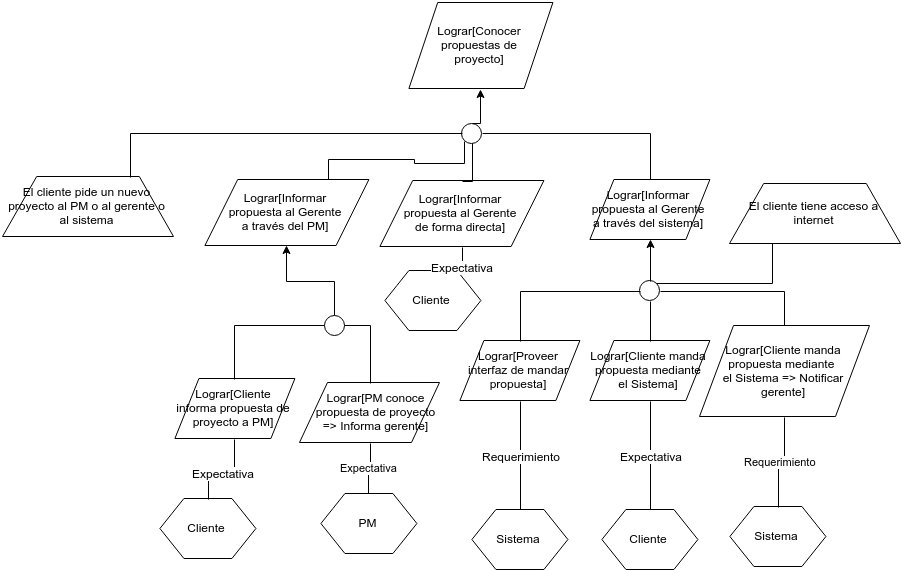 Lograr[Conocer
propuestas de
proyecto]
El cliente pide un nuevo
proyecto al PM o al gerente o
al sistema
Lograr[Informar
propuesta al Gerente
a través del PM]
Lograr[Informar
propuesta al Gerente
de forma directa]
Lograr[Informar
propuesta al Gerente
a través del sistema]
El cliente tiene acceso a
internet
Expectativa
Cliente
Lograr[Cliente
informa propuesta de
proyecto a PM]
Lograr[PM conoce
propuesta de proyecto
=> Informa gerente]
Lograr[Proveer
interfaz de mandar
propuesta]
Lograr[Cliente manda
propuesta mediante
el Sistema]
Lograr[Cliente manda
propuesta mediante
el Sistema => Notificar
gerente]
Expectativa
Expectativa
Requerimiento
Expectativa
Requerimiento
Cliente
PM
Sistema
Cliente
Sistema